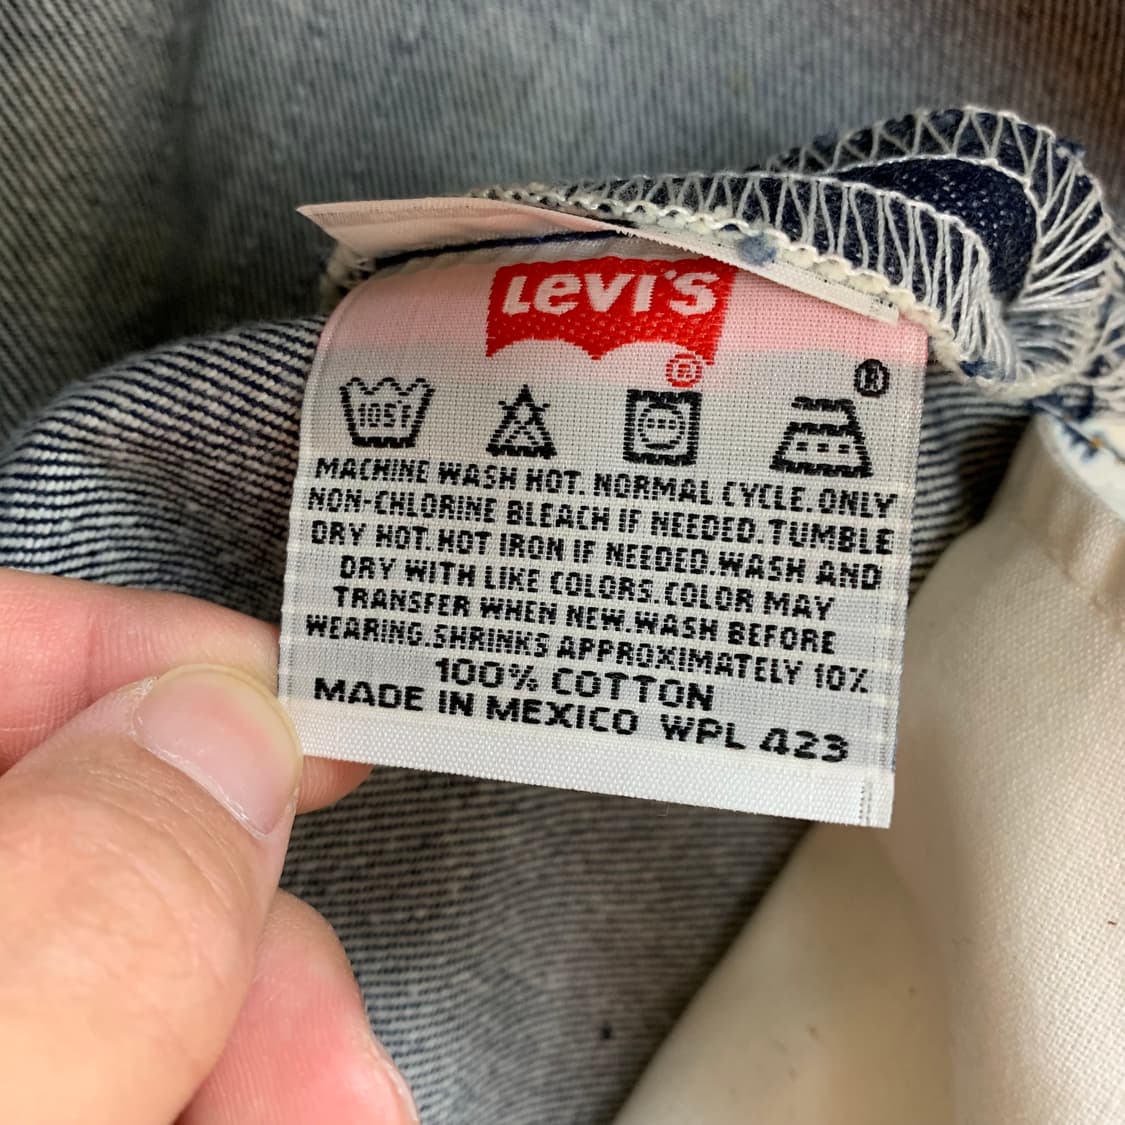 Levi's
®
®
105F
MACHINE WASH HOT. NORMAL CYCLE. ONLY
NON-CHLORINE BLEACH IF NEEDED. TUMBLE
DRY HOT. HOT IRON IF NEEDED. WASH AND
DRY WITH LIKE COLORS. COLOR MAY
TRANSFER WHEN NEW. WASH BEFORE
WEARING. SHRINKS APPROXIMATELY 10%
100% COTTON
MADE IN MEXICO WPL 423